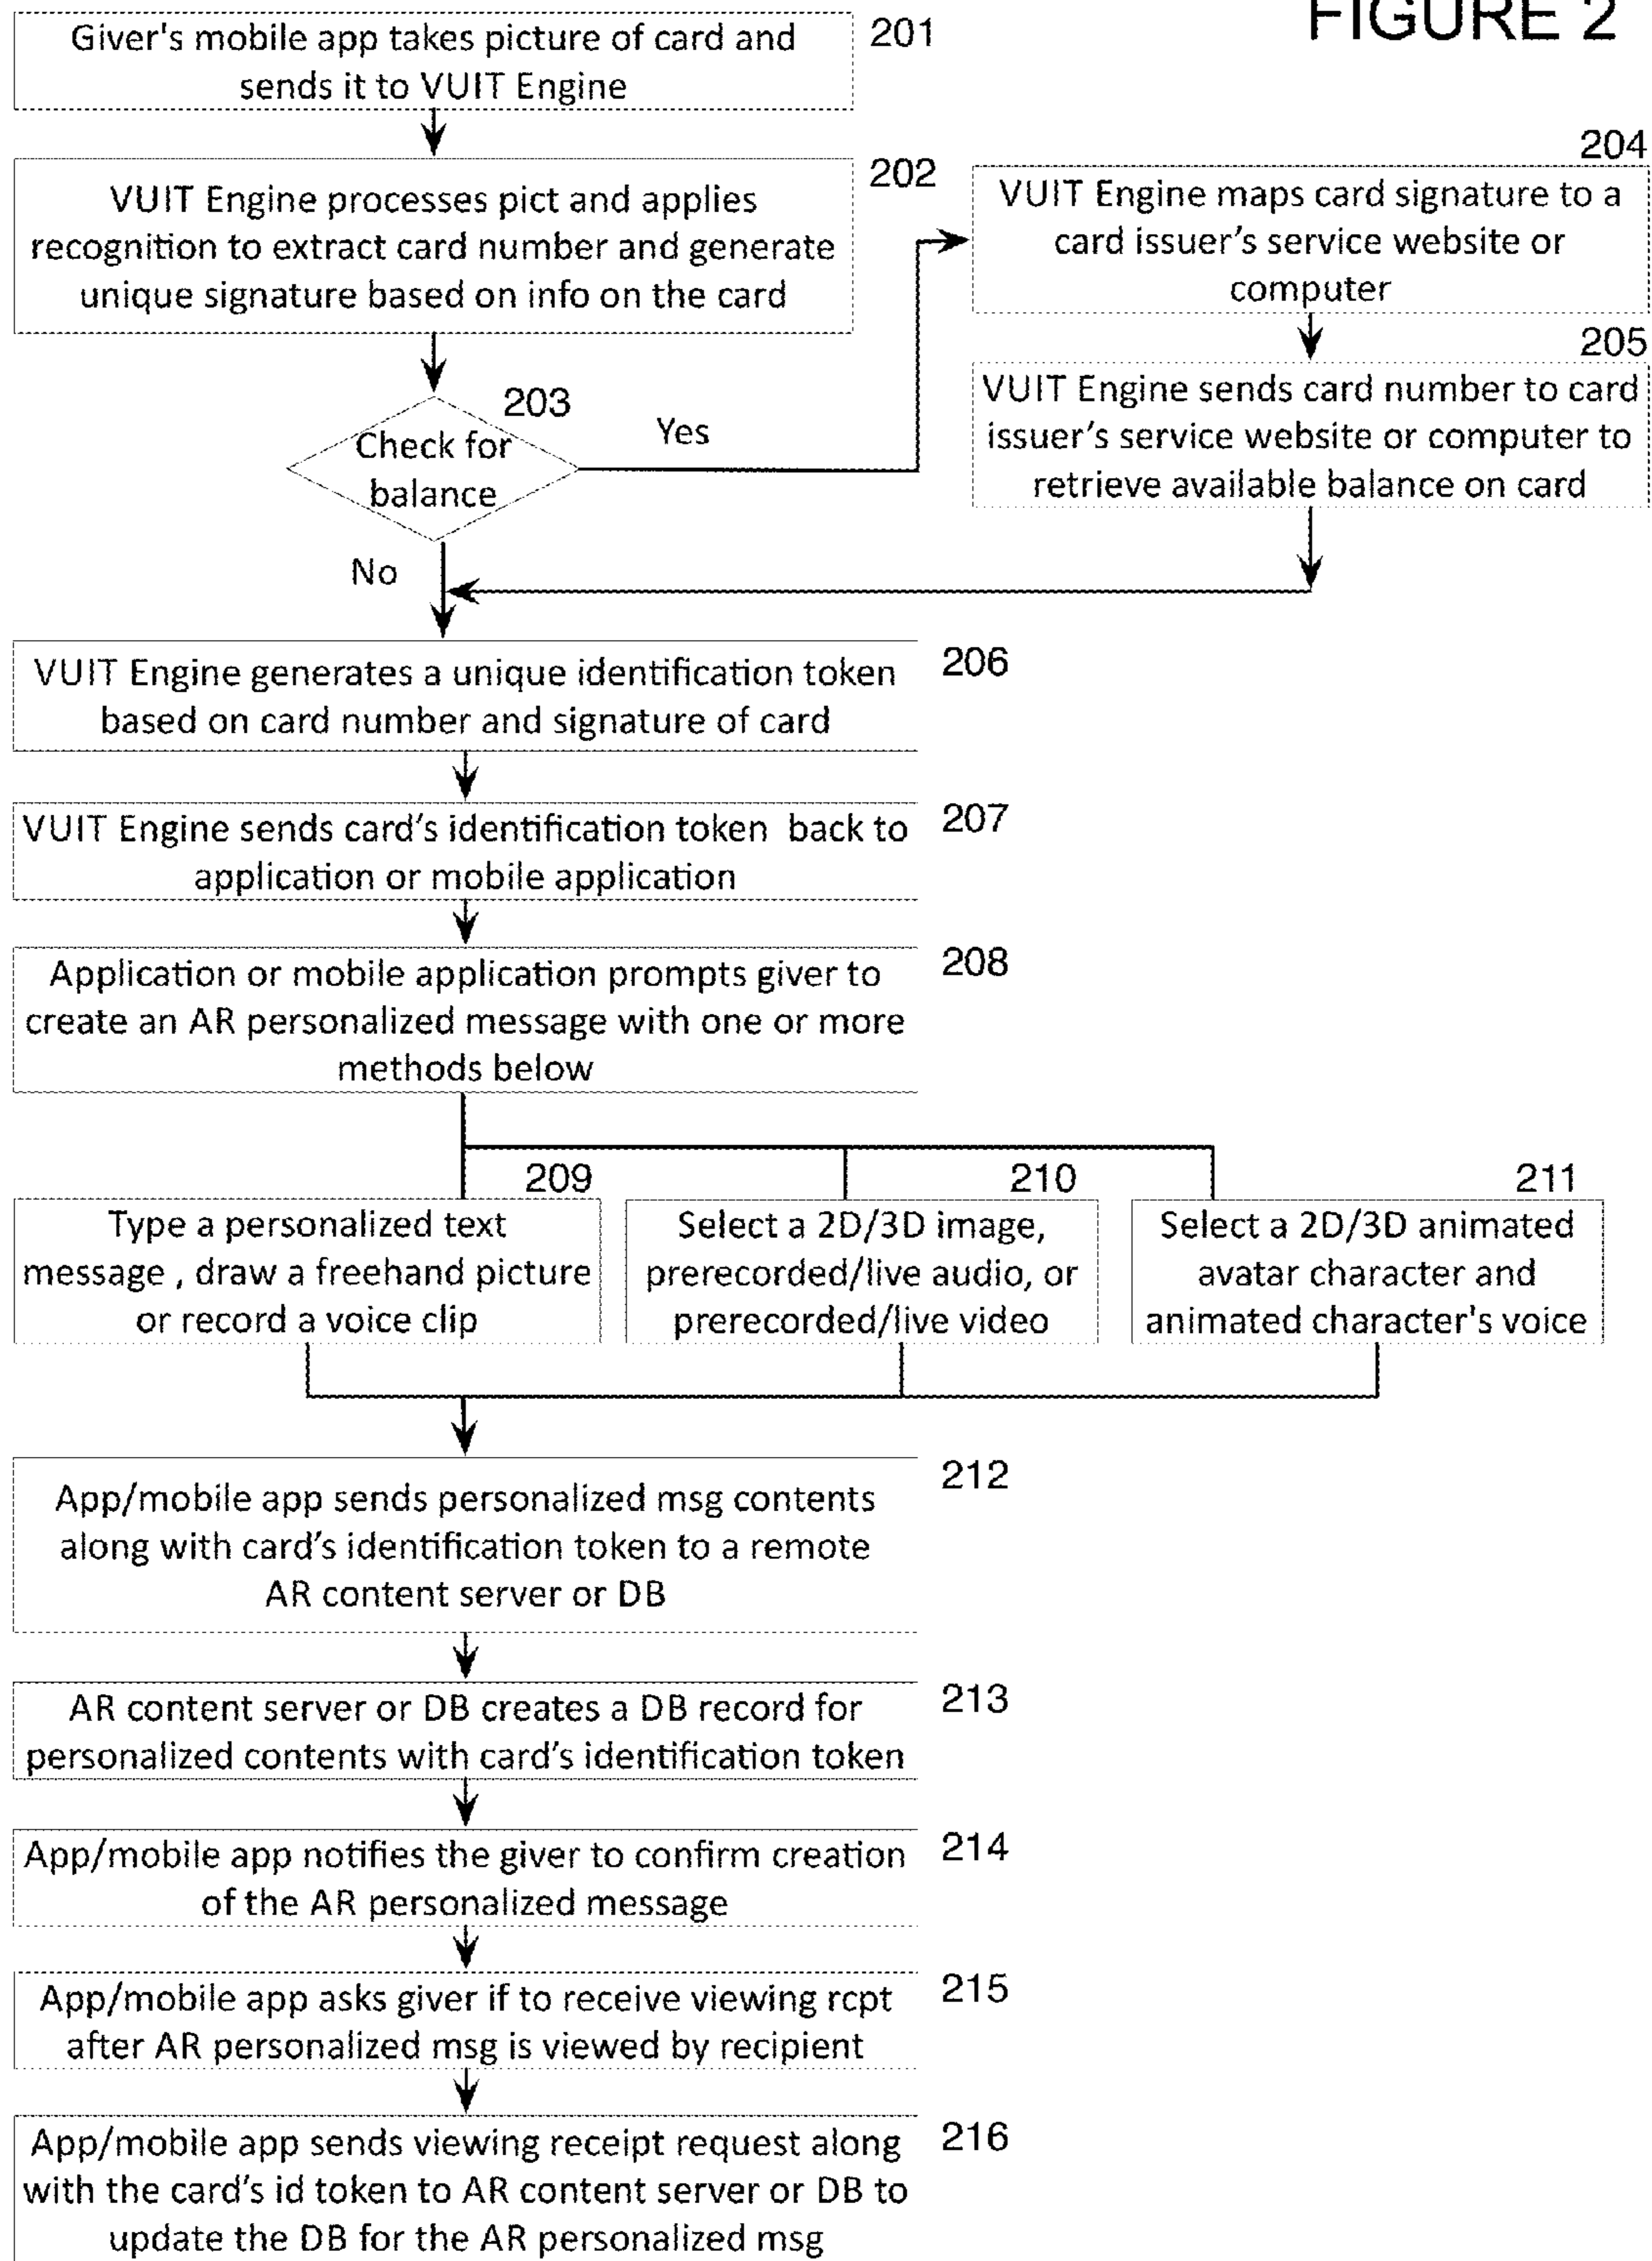 FIGURE 2
Giver's mobile app takes picture of card and
sends it to VUIT Engine
201
VUIT Engine processes pict and applies
recognition to extract card number and generate
unique signature based on info on the card
202
203
Check for
balance
Yes
No
204
VUIT Engine maps card signature to a
card issuer's service website or
computer
205
VUIT Engine sends card number to card
issuer's service website or computer to
retrieve available balance on card
VUIT Engine generates a unique identification token
based on card number and signature of card
206
VUIT Engine sends card's identification token back to
application or mobile application
207
Application or mobile application prompts giver to
create an AR personalized message with one or more
methods below
208
209
Type a personalized text
message , draw a freehand picture
or record a voice clip
210
Select a 2D/3D image,
prerecorded/live audio, or
prerecorded/live video
211
Select a 2D/3D animated
avatar character and
animated character's voice
App/mobile app sends personalized msg contents
along with card's identification token to a remote
AR content server or DB
212
AR content server or DB creates a DB record for
personalized contents with card's identification token
213
App/mobile app notifies the giver to confirm creation
of the AR personalized message
214
App/mobile app asks giver if to receive viewing rcpt
after AR personalized msg is viewed by recipient
215
App/mobile app sends viewing receipt request along
with the card's id token to AR content server or DB to
update the DB for the AR personalized msg
216